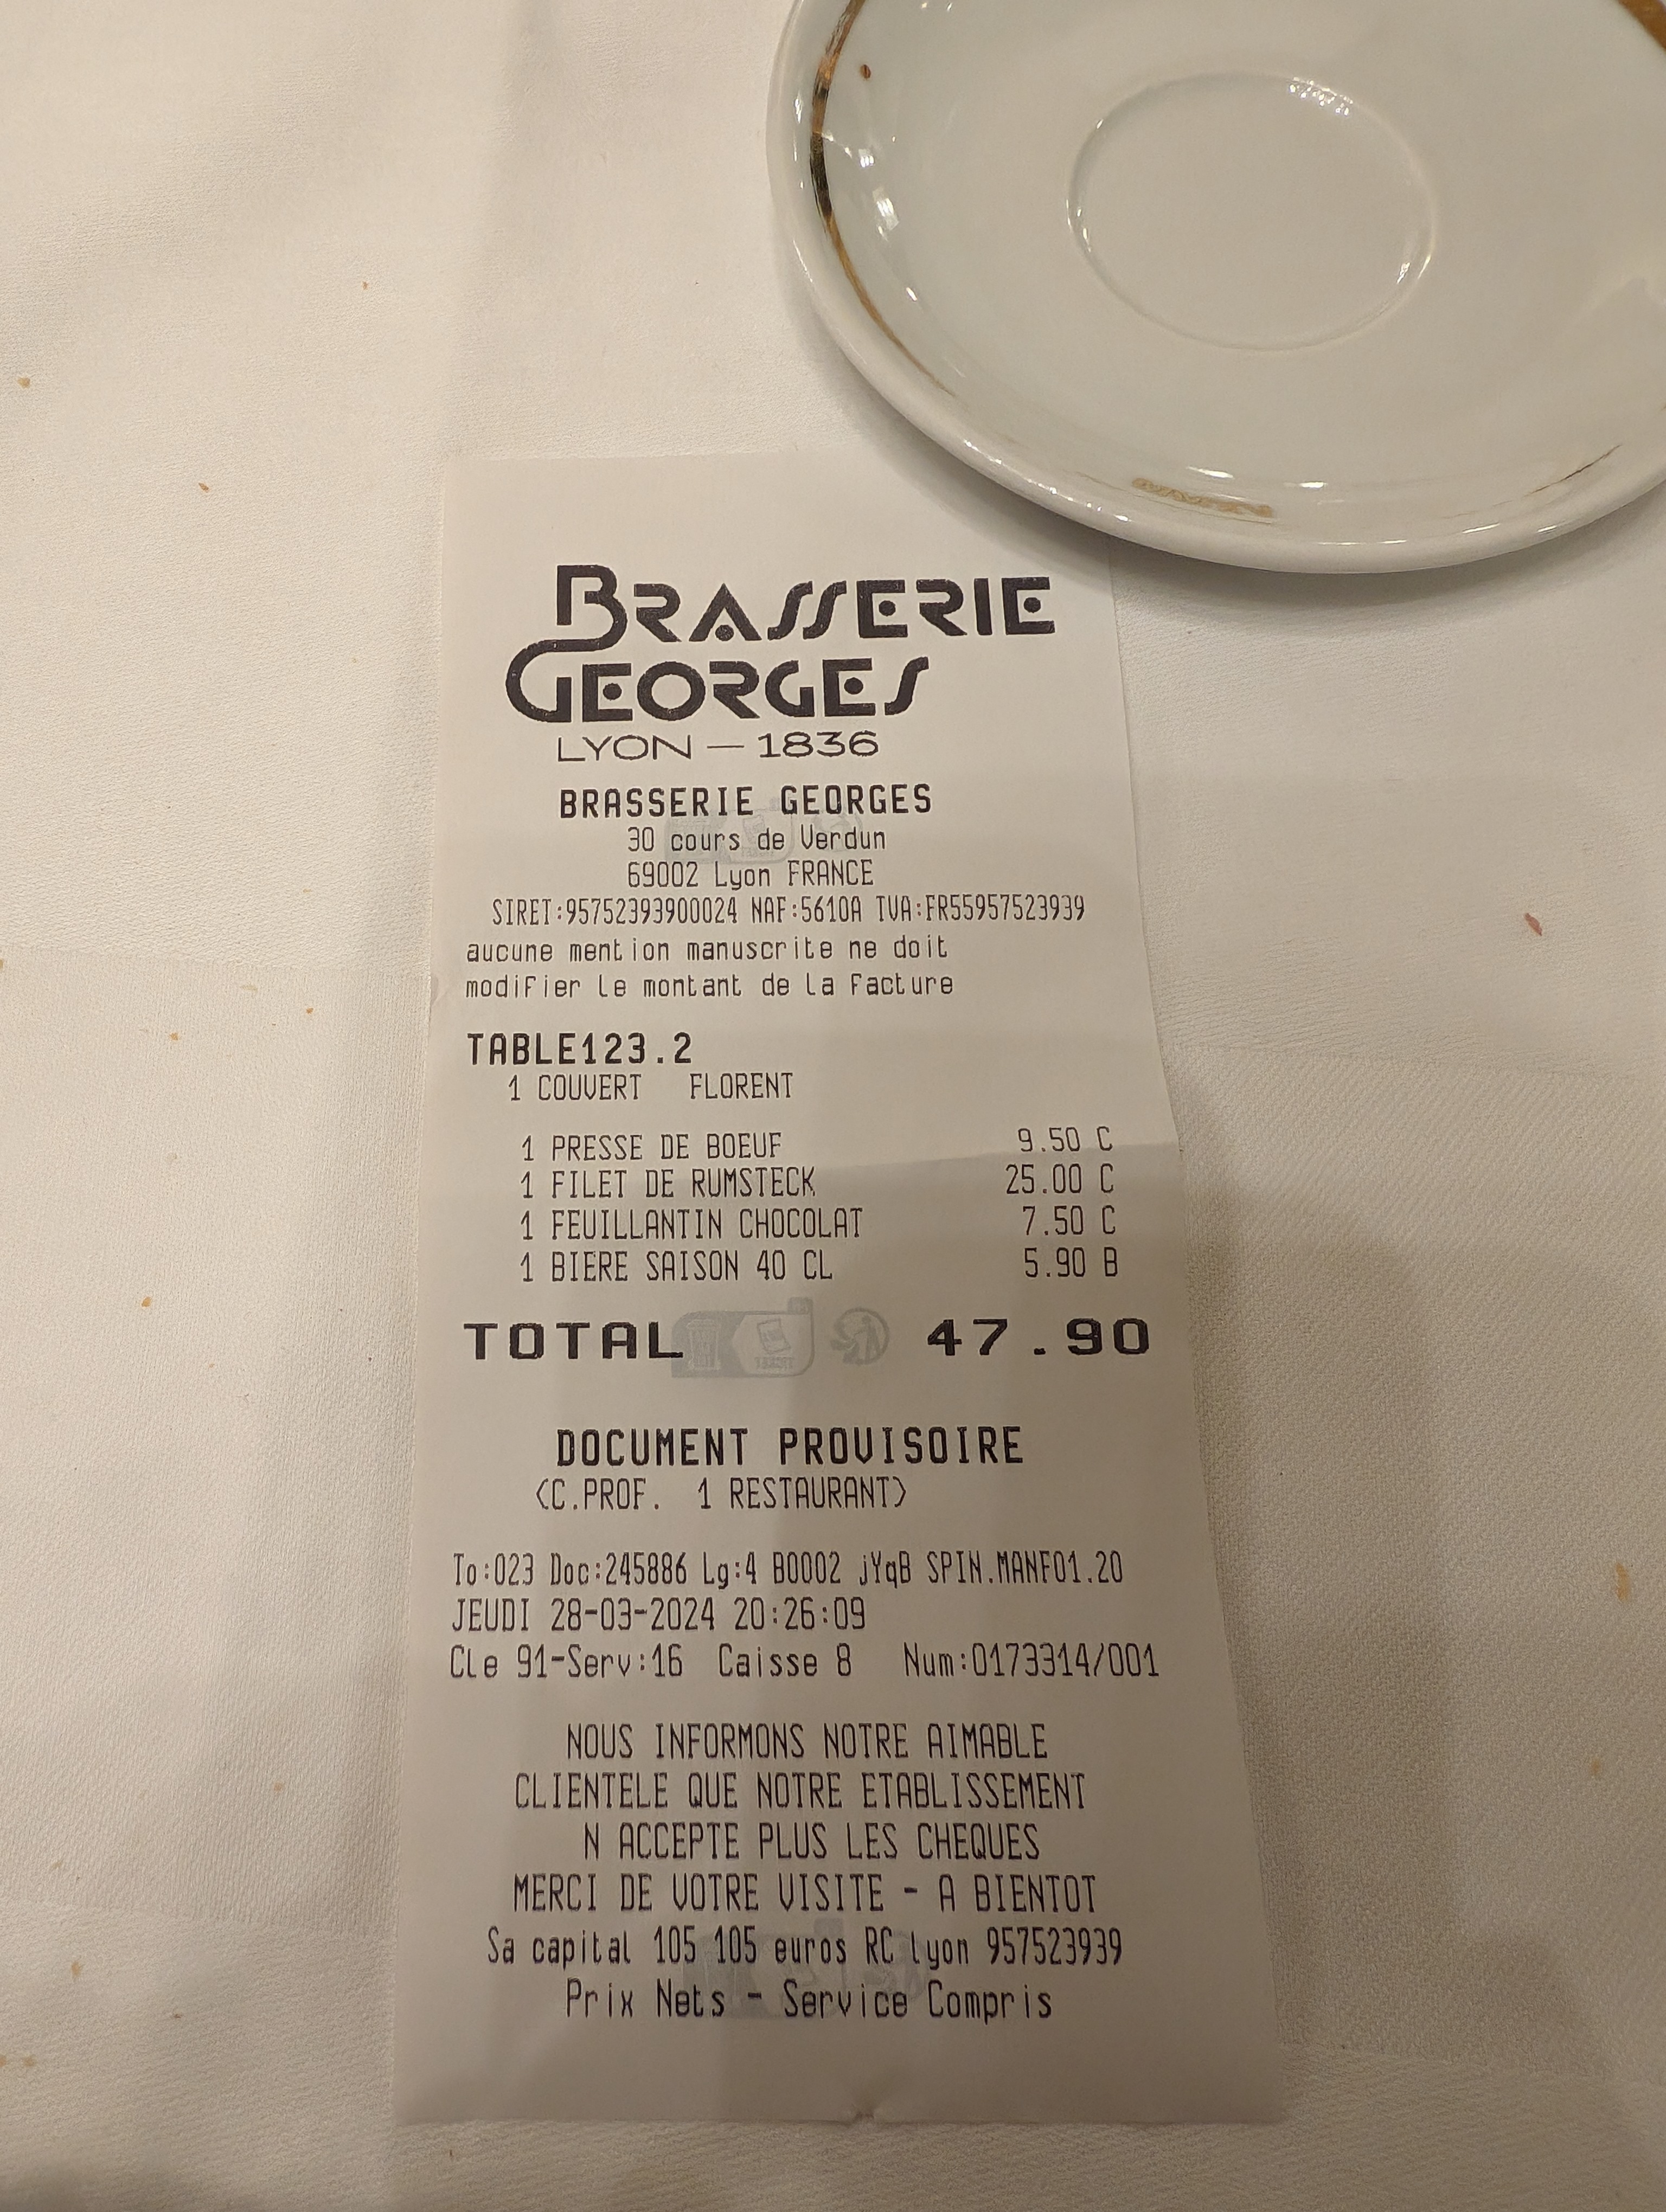 BRASSERIE
GEORGES
LYON — 1836
BRASSERIE GEORGES
30 cours de Verdun
69002 Lyon FRANCE
SIRET:95752393900024 NAF:5610A TVA:FR55957523939
aucune mention manuscrite ne doit
modifier le montant de la facture
TABLE123.2
1 COUVERT FLORENT
1 PRESSE DE BOEUF 9.50 C
1 FILET DE RUMSTECK 25.00 C
1 FEUILLANTIN CHOCOLAT 7.50 C
1 BIERE SAISON 40 CL 5.90 B
TOTAL 47.90
DOCUMENT PROVISOIRE
<C.PROF. 1 RESTAURANT>
To:023 Doc:245886 Lg:4 B0002 jYqB SPIN.MANF01.20
JEUDI 28-03-2024 20:26:09
Cle 91-Serv:16 Caisse 8 Num:0173314/001
NOUS INFORMONS NOTRE AIMABLE
CLIENTELE QUE NOTRE ETABLISSEMENT
N ACCEPTE PLUS LES CHEQUES
MERCI DE VOTRE VISITE - A BIENTOT
Sa capital 105 105 euros RC lyon 957523939
Prix Nets - Service Compris